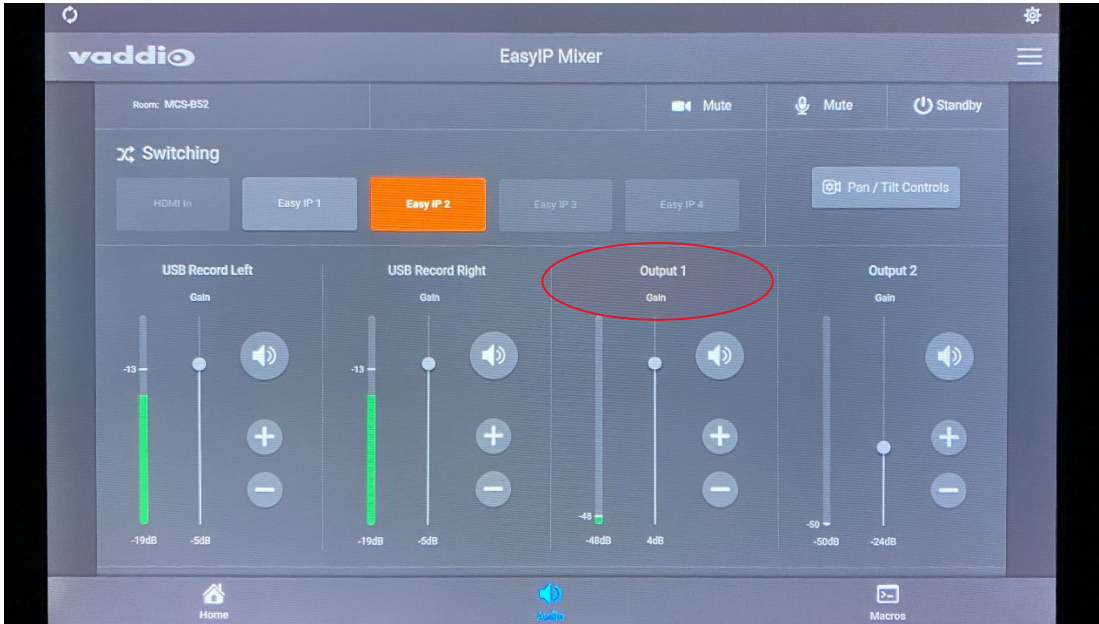 vaddio
EasyIP Mixer
Room: MCS-B52
Mute
Mute
Standby
Switching
HDMI In
Easy IP 1
Easy IP 2
Easy IP 3
Easy IP 4
Pan / Tilt Controls
USB Record Left
Gain
-13
-19dB
-5dB
USB Record Right
Gain
-13
-19dB
-5dB
Output 1
Gain
-48
-48dB
4dB
Output 2
Gain
-50
-50dB
-24dB
Home
Audio
Macros